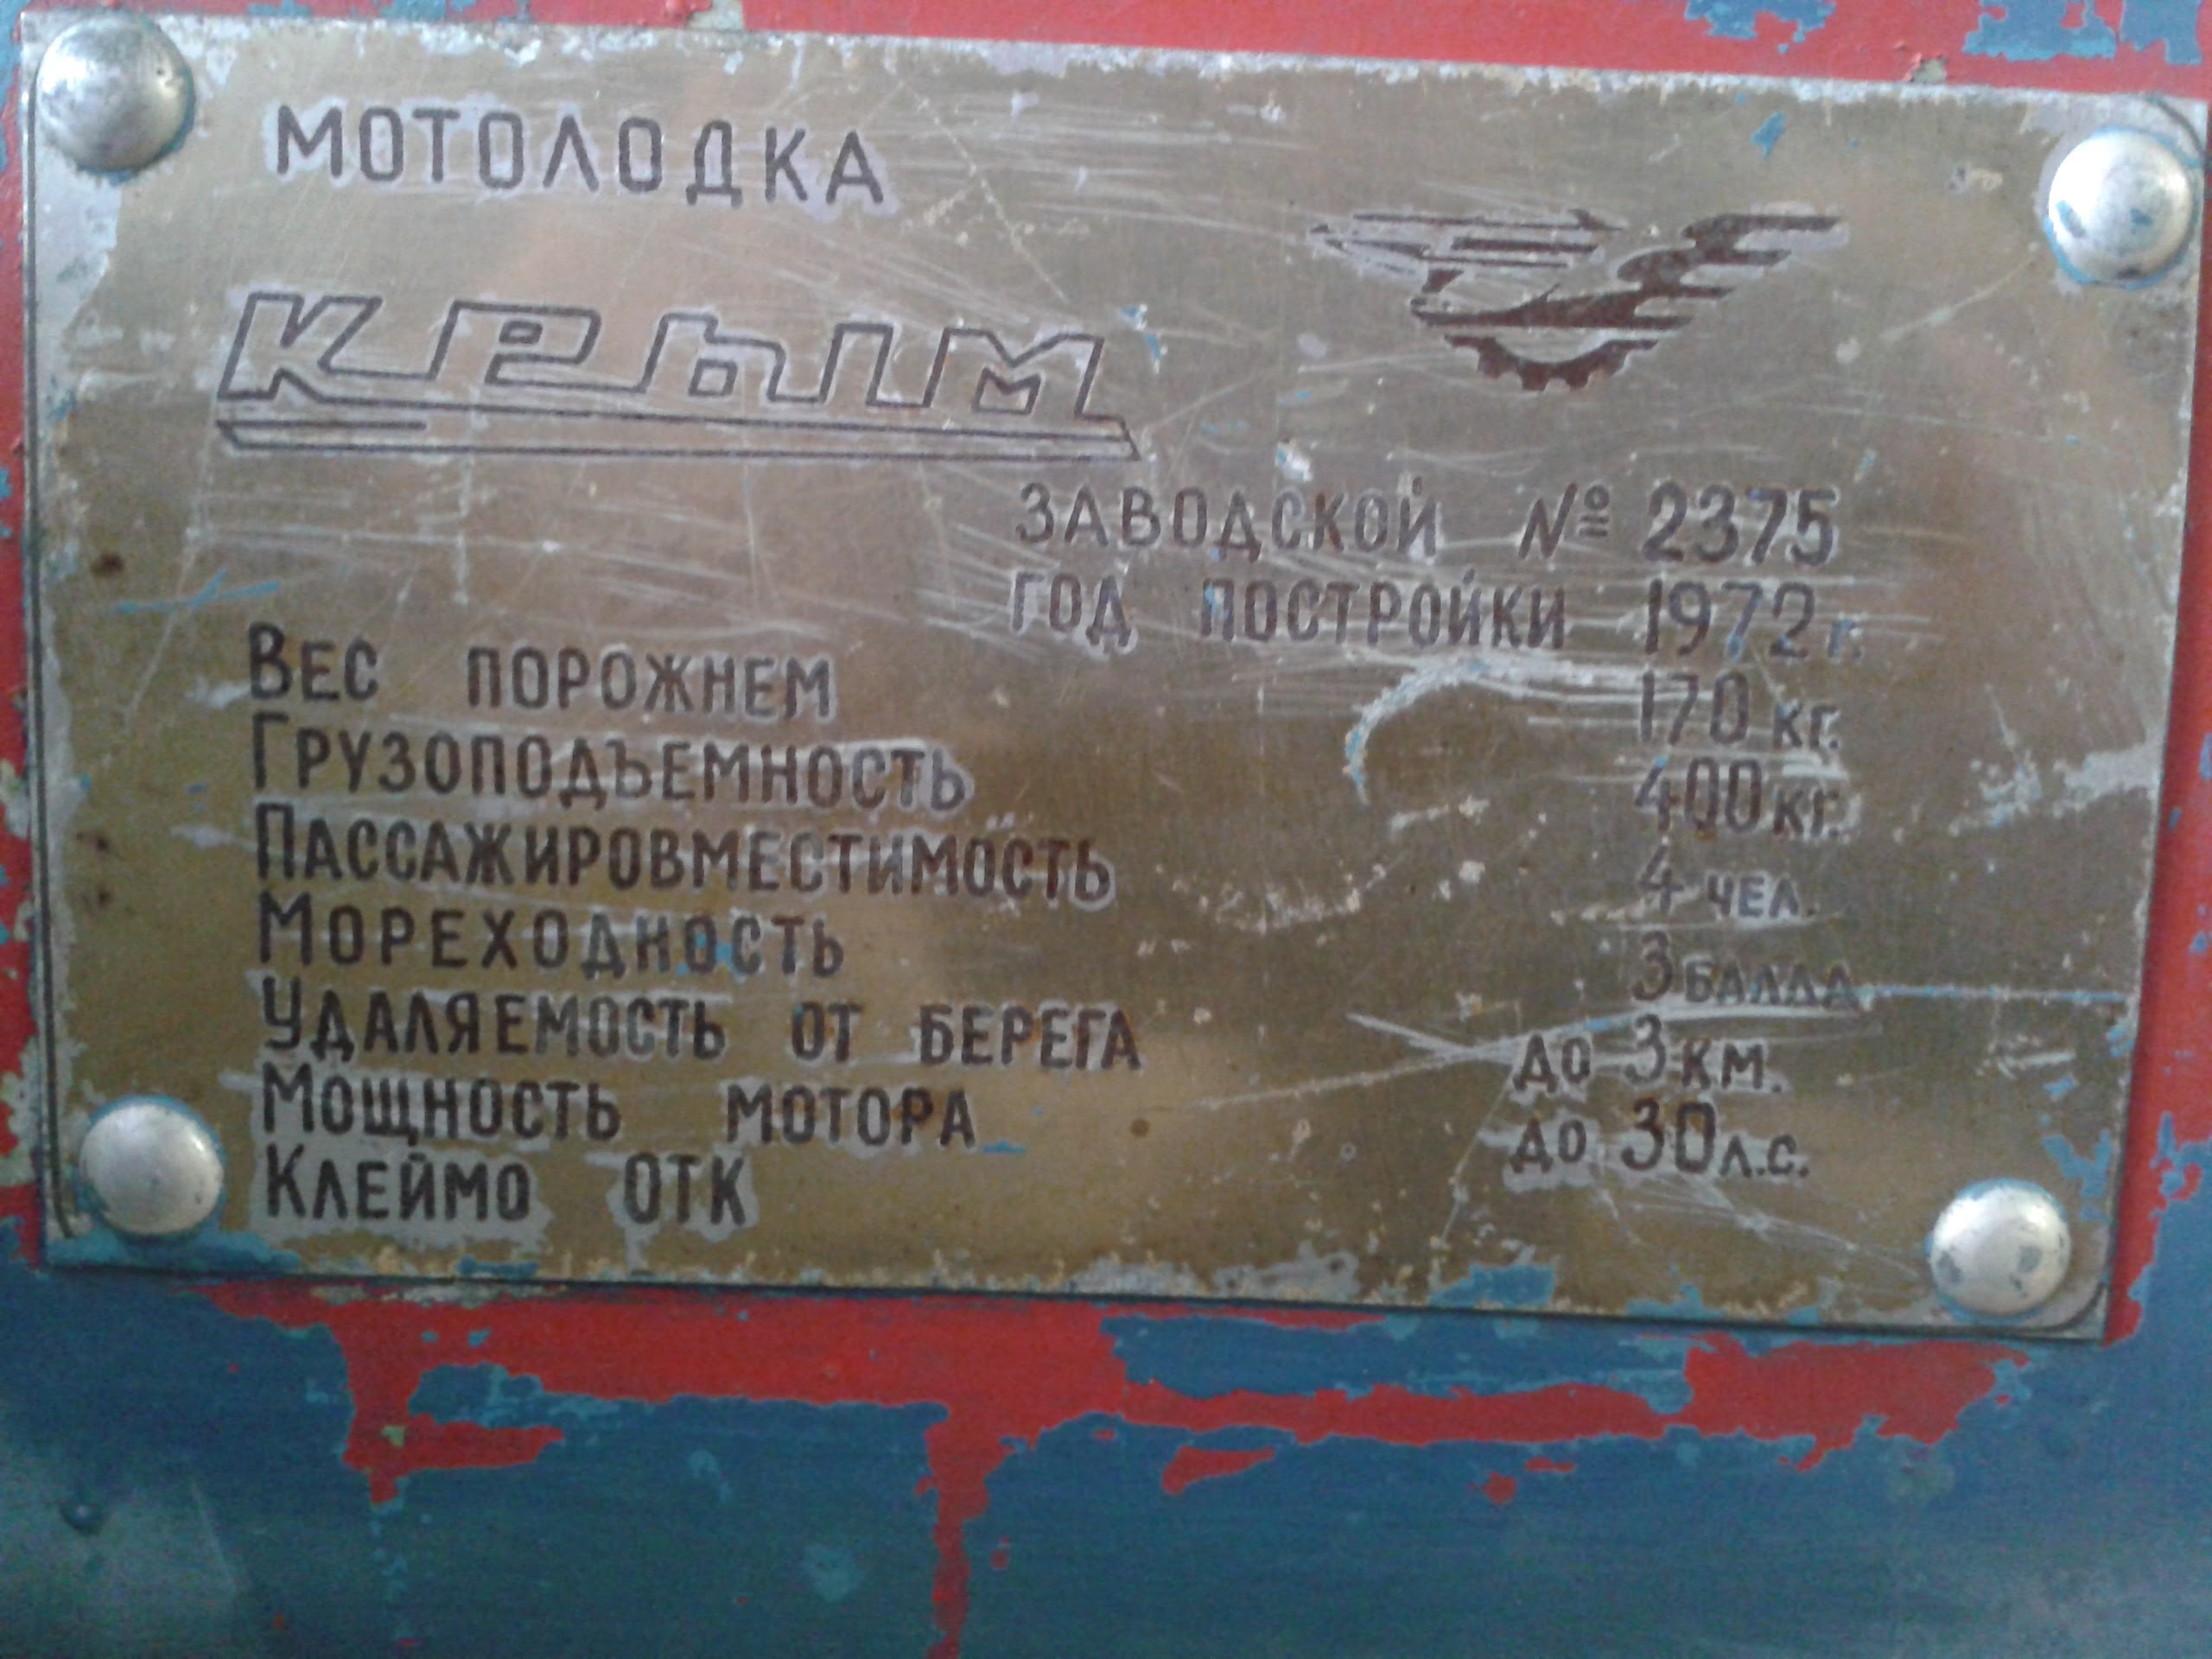 МОТОЛОДКА
КРЫМ
ЗАВОДСКОЙ № 2375
ГОД ПОСТРОЙКИ 1972 г.
ВЕС ПОРОЖНЕМ 170 кг.
ГРУЗОПОДЪЕМНОСТЬ 400 кг.
ПАССАЖИРОВМЕСТИМОСТЬ 4 ЧЕЛ.
МОРЕХОДНОСТЬ 3 БАЛЛА
УДАЛЯЕМОСТЬ ОТ БЕРЕГА ДО 3 КМ.
МОЩНОСТЬ МОТОРА ДО 30 Л.С.
КЛЕЙМО ОТК